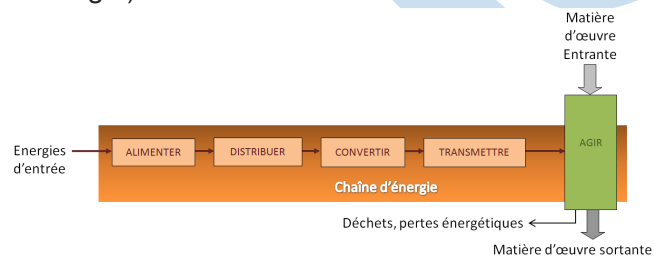 Matière
d'œuvre
Entrante
Energies
d'entrée
ALIMENTER
DISTRIBUER
CONVERTIR
TRANSMETTRE
AGIR
Chaîne d'énergie
Déchets, pertes énergétiques
Matière d'œuvre sortante